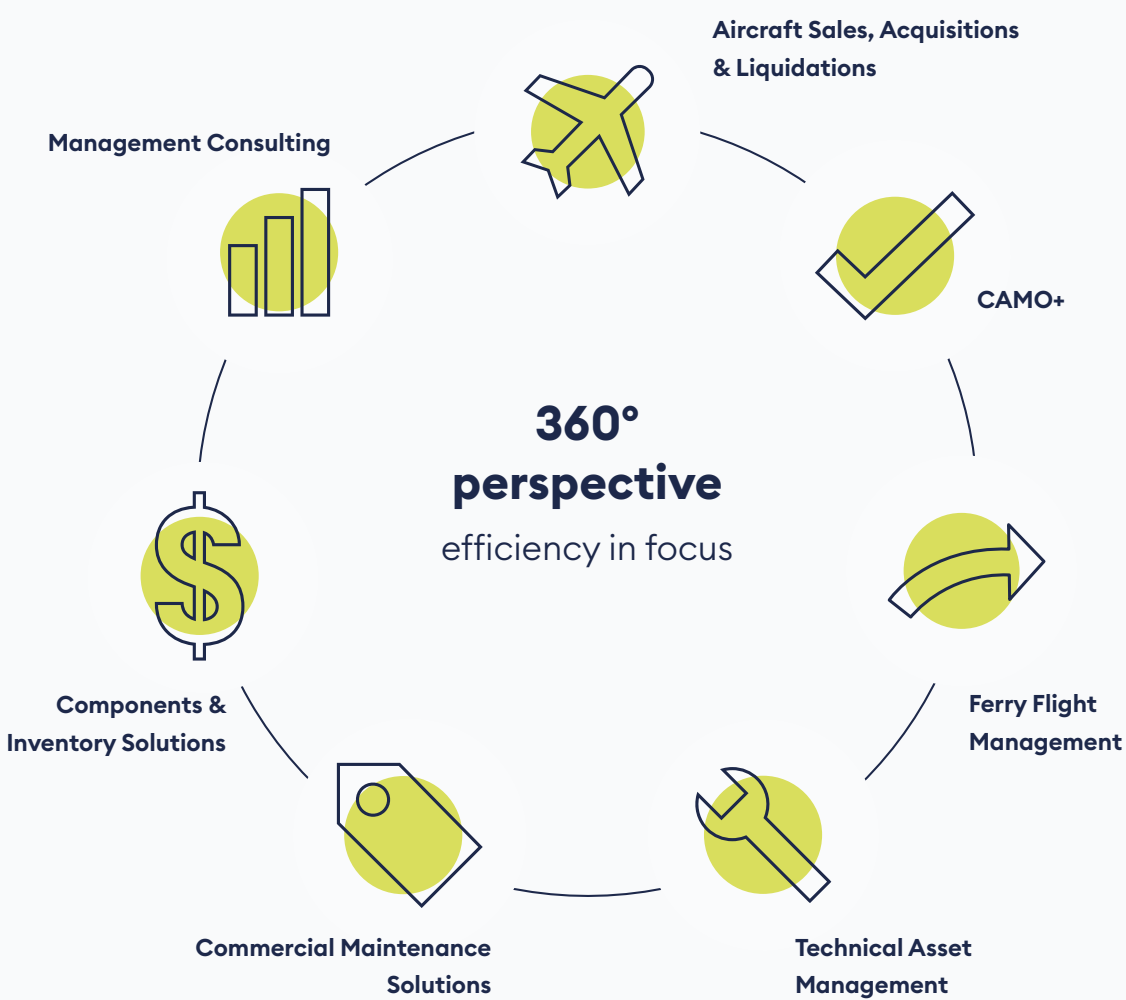 Aircraft Sales, Acquisitions
& Liquidations
Management Consulting
CAMO+
360°
perspective
efficiency in focus
Components &
Inventory Solutions
Ferry Flight
Management
Commercial Maintenance
Solutions
Technical Asset
Management